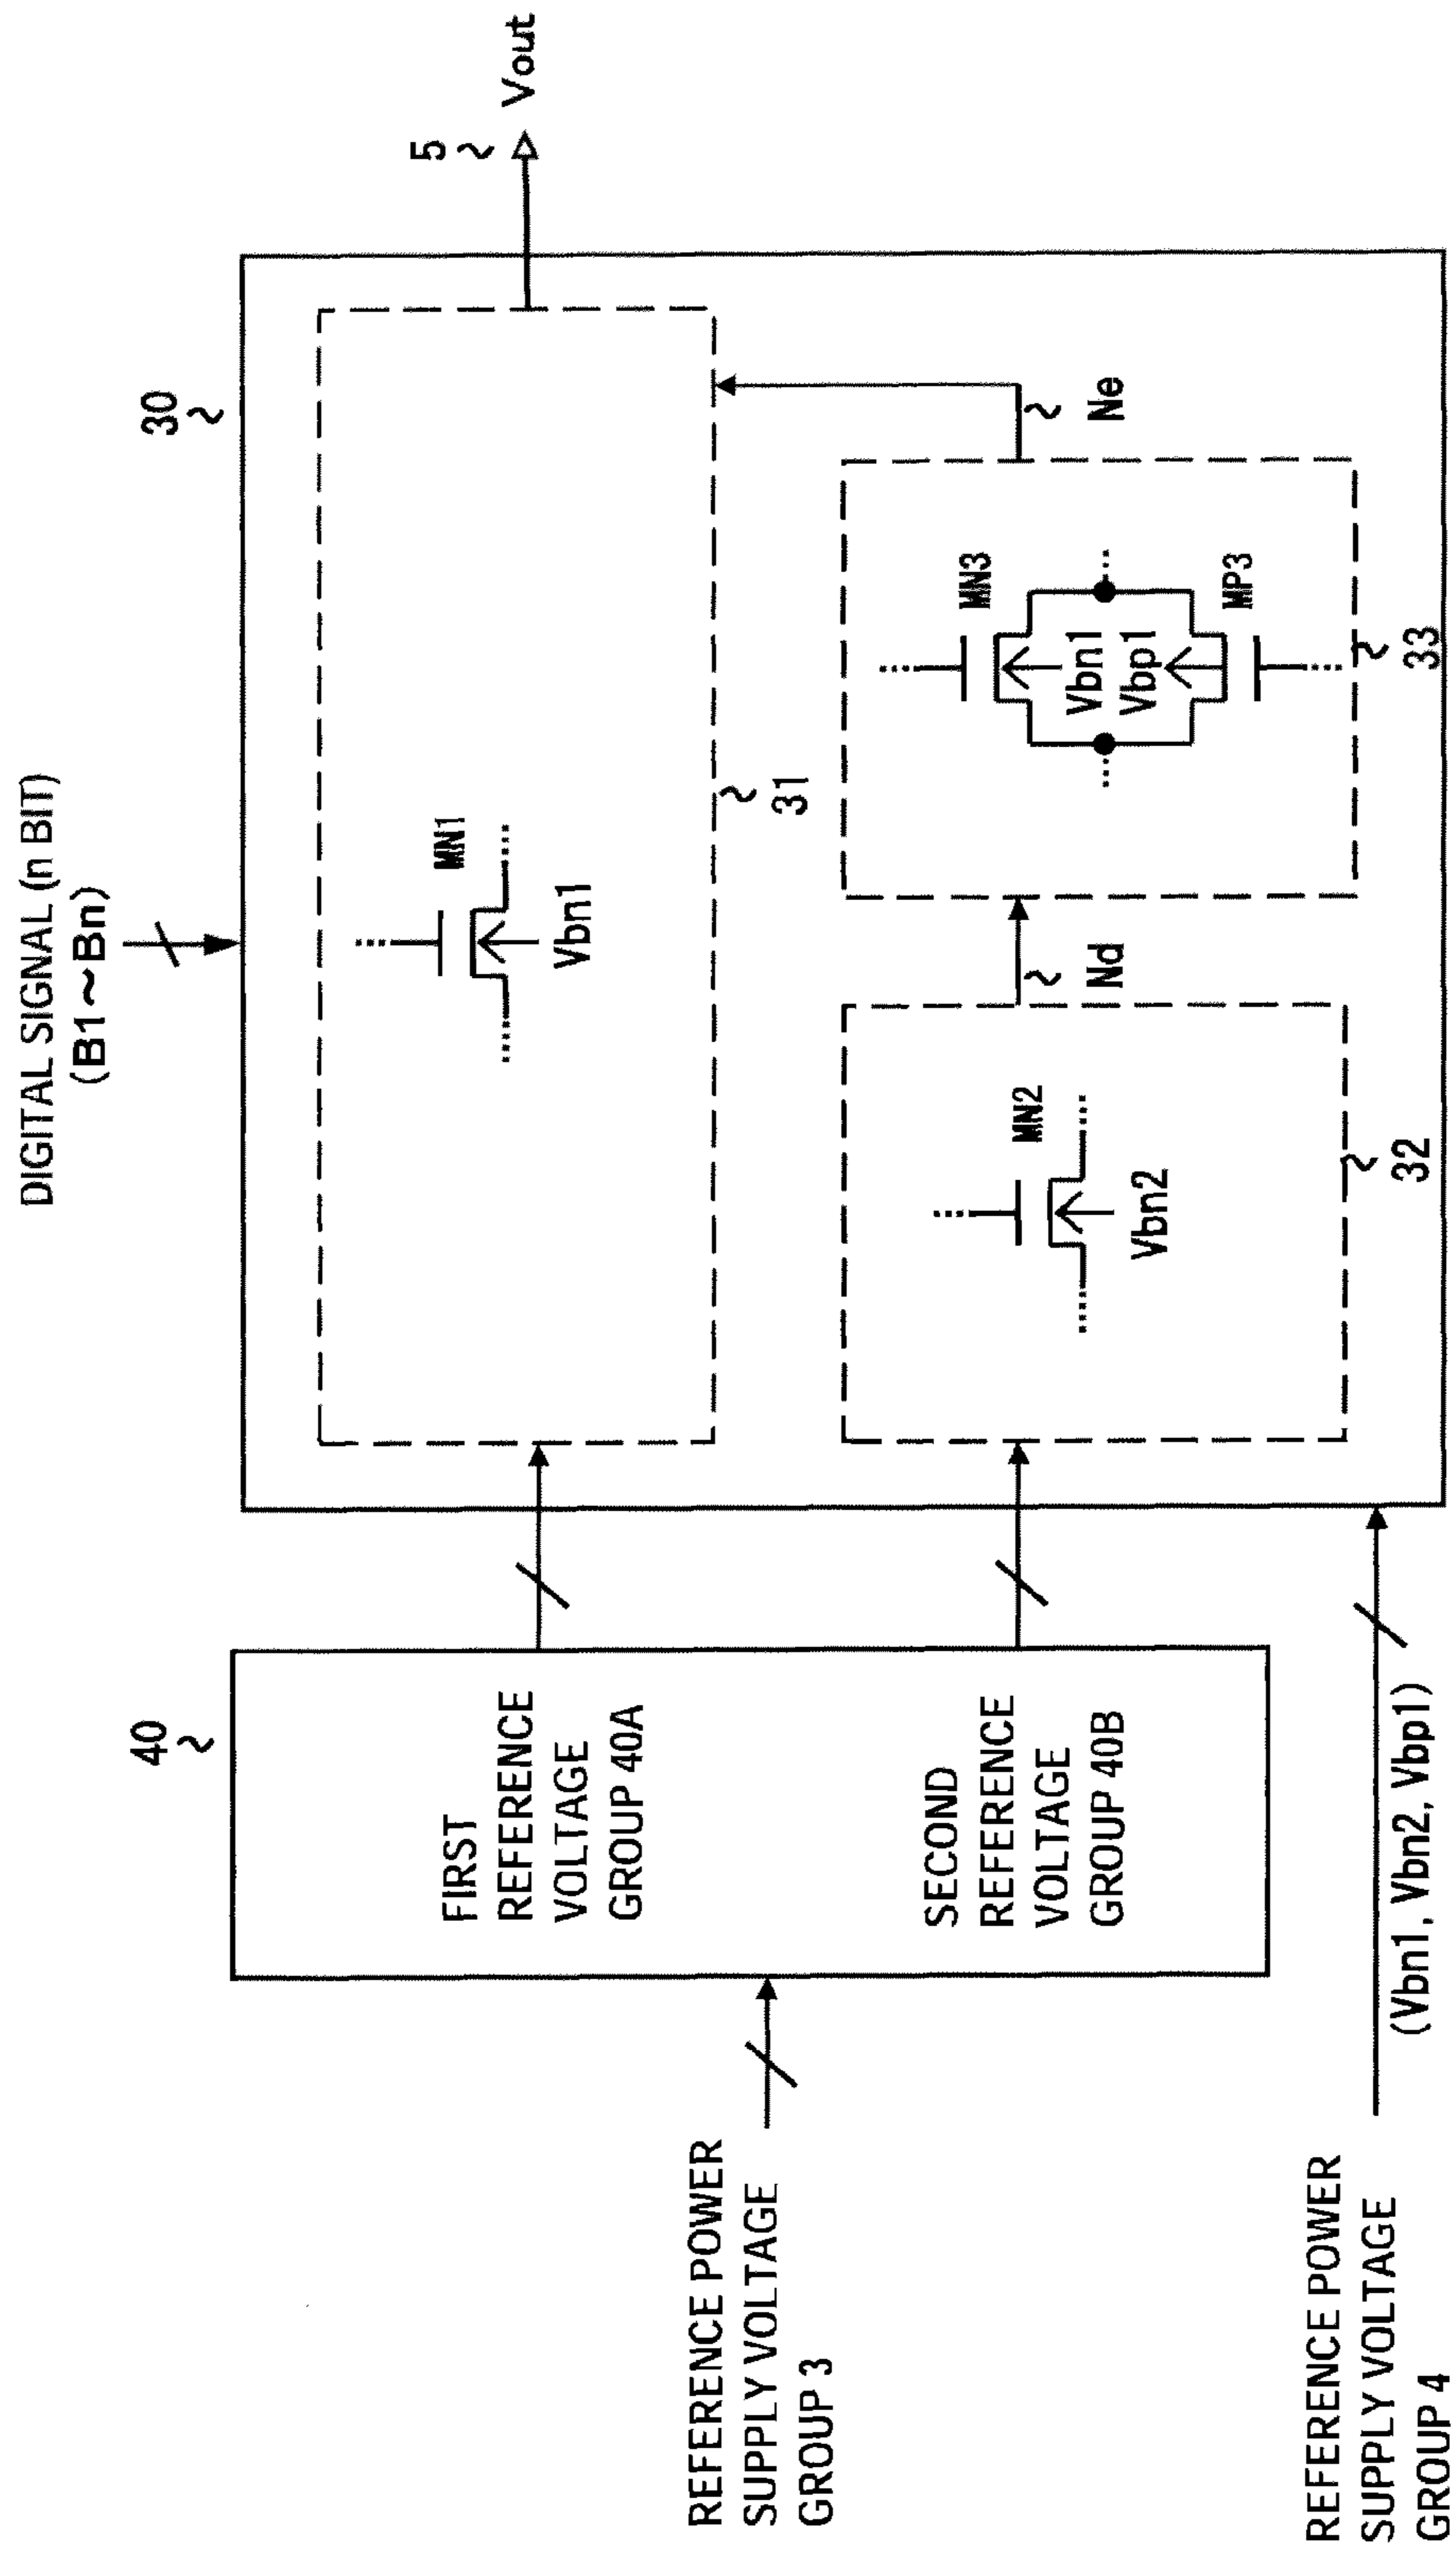 DIGITAL SIGNAL (n BIT)
(B1~Bn)
40
30
5
Vout
FIRST
REFERENCE
VOLTAGE
GROUP 40A
SECOND
REFERENCE
VOLTAGE
GROUP 40B
MN1
Vbn1
31
MN2
Vbn2
32
Nd
MN3
Vbn1
Vbp1
MP3
33
Ne
REFERENCE POWER
SUPPLY VOLTAGE
GROUP 3
REFERENCE POWER
SUPPLY VOLTAGE
GROUP 4
(Vbn1, Vbn2, Vbp1)